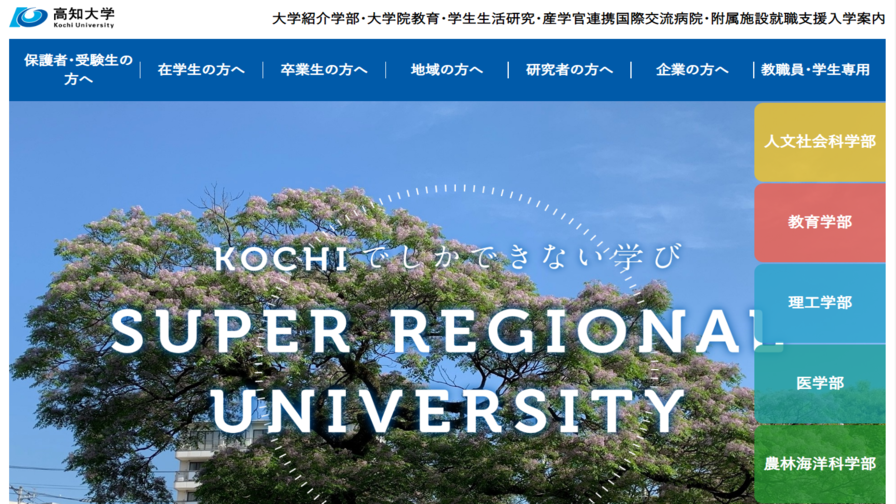 高知大学
Kochi University
大学紹介学部・大学院教育・学生生活研究・産学官連携国際交流病院・附属施設就職支援入学案内
保護者・受験生の
方へ
在学生の方へ
卒業生の方へ
地域の方へ
研究者の方へ
企業の方へ
教職員・学生専用
人文社会科学部
教育学部
理工学部
医学部
農林海洋科学部
KOCHIでしかできない学び
SUPER REGIONAL
UNIVERSITY